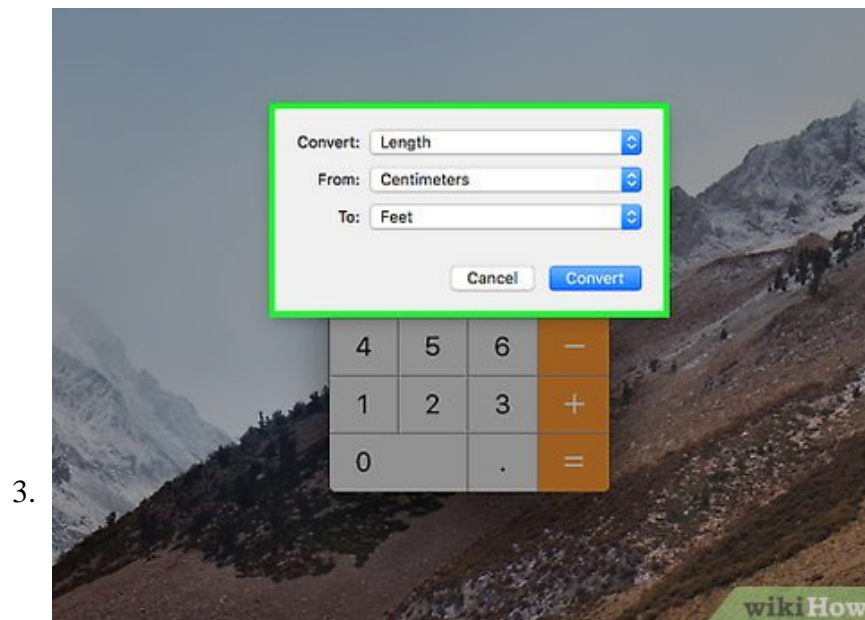 Convert: Length
From: Centimeters
To: Feet
Cancel Convert
4 5 6 −
1 2 3 +
0 . =
3.
wikiHow